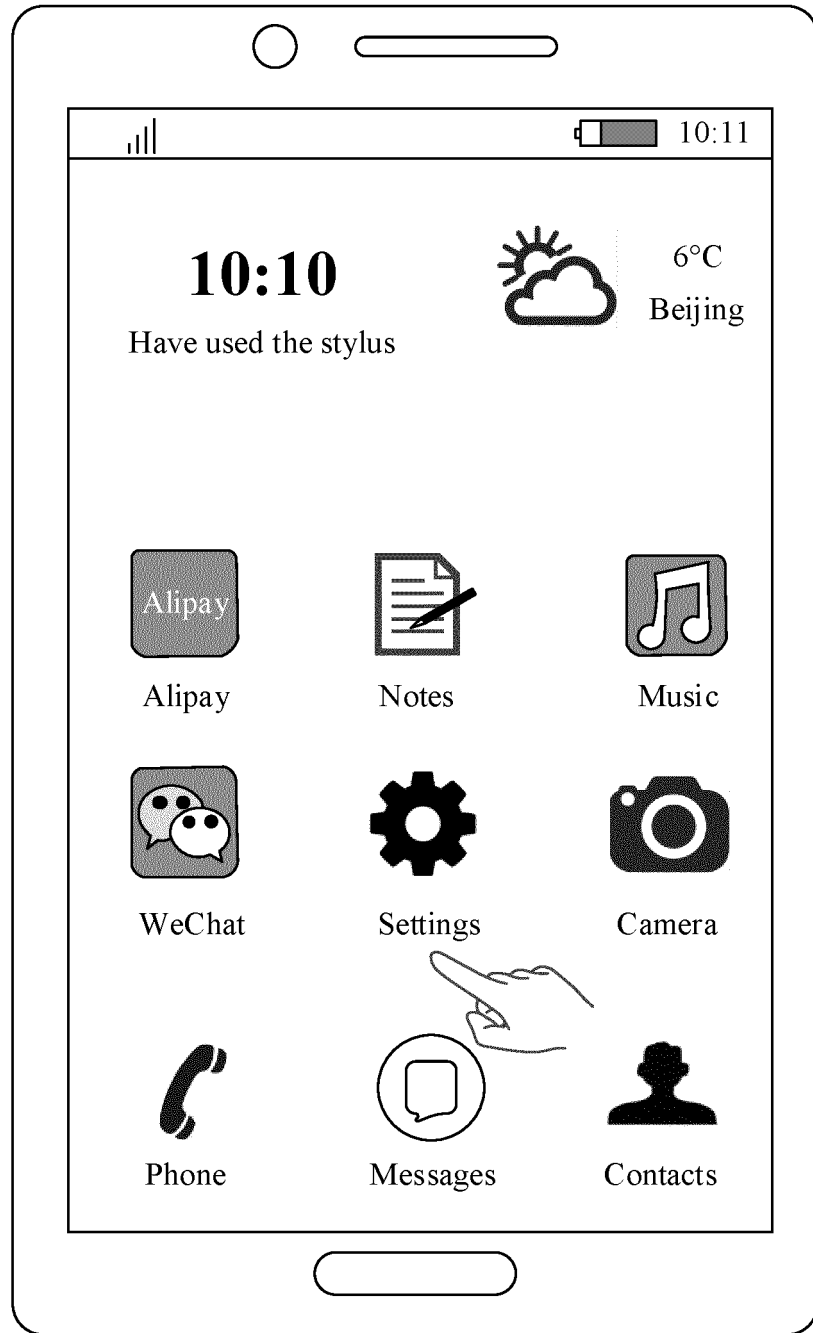 10:11
10:10
Have used the stylus
6°C
Beijing
Alipay
Alipay
Notes
Music
WeChat
Settings
Camera
Phone
Messages
Contacts